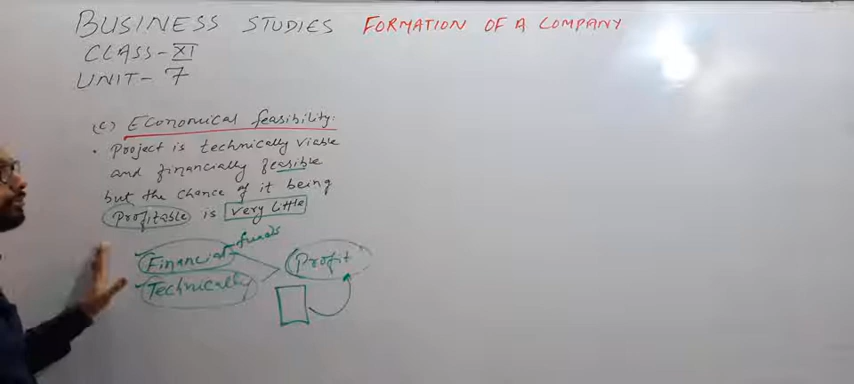 BUSINESS STUDIES FORMATION OF A COMPANY
CLASS-XI
UNIT-7
(c) Economical feasibility:
• Project is technically viable
and financially feasible
but the chance of it being
Profitable is very little
Financial funds
Profit
Technically